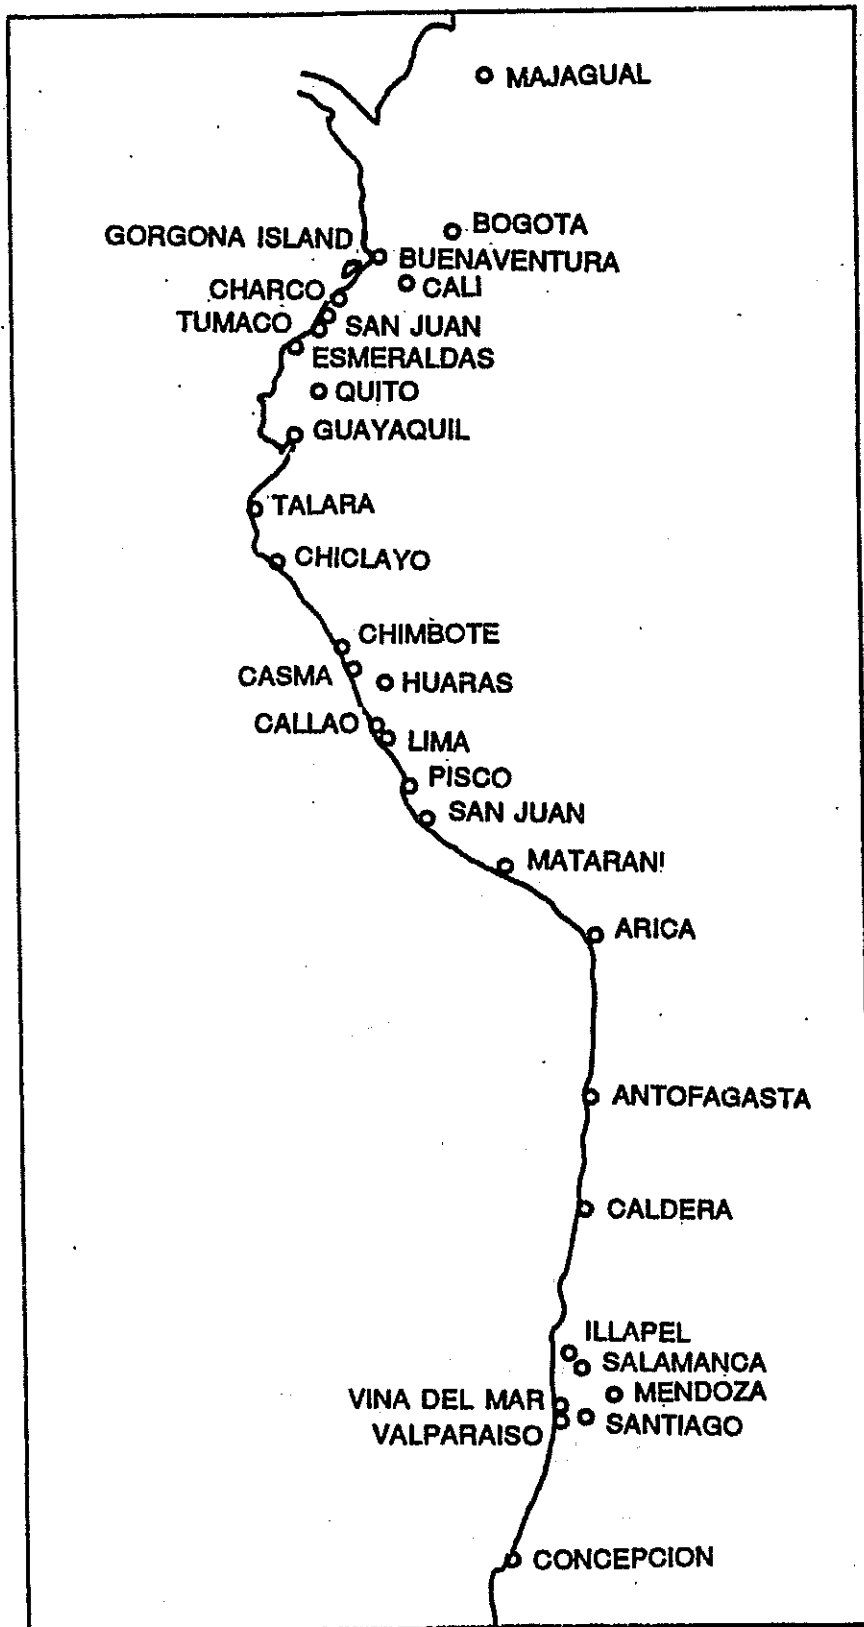 MAJAGUAL
BOGOTA
GORGONA ISLAND
BUENAVENTURA
CHARCO
CALI
TUMACO
SAN JUAN
ESMERALDAS
QUITO
GUAYAQUIL
TALARA
CHICLAYO
CHIMBOTE
CASMA
HUARAS
CALLAO
LIMA
PISCO
SAN JUAN
MATARANI
ARICA
ANTOFAGASTA
CALDERA
ILLAPEL
SALAMANCA
MENDOZA
VINA DEL MAR
SANTIAGO
VALPARAISO
CONCEPCION